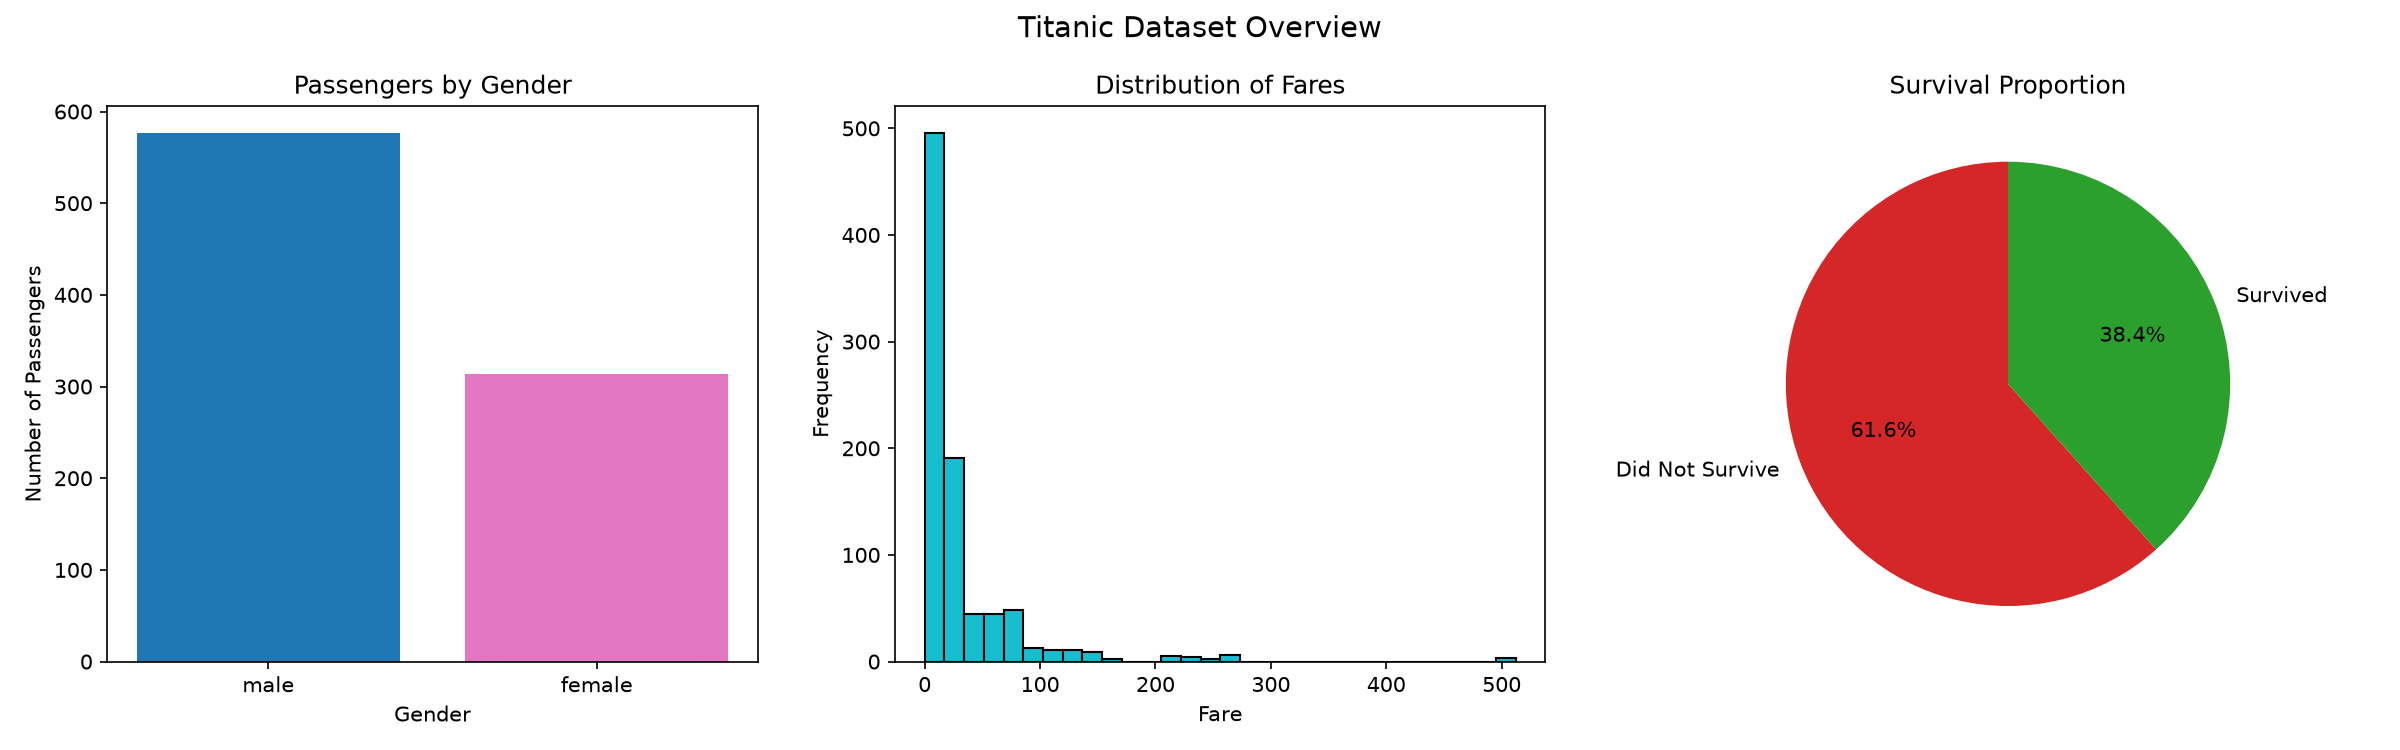 Titanic Dataset Overview
Passengers by Gender
600
500
400
300
200
100
0
Number of Passengers
male
female
Gender
Distribution of Fares
500
400
300
200
100
0
Frequency
0
100
200
300
400
500
Fare
Survival Proportion
Survived
38.4%
61.6%
Did Not Survive